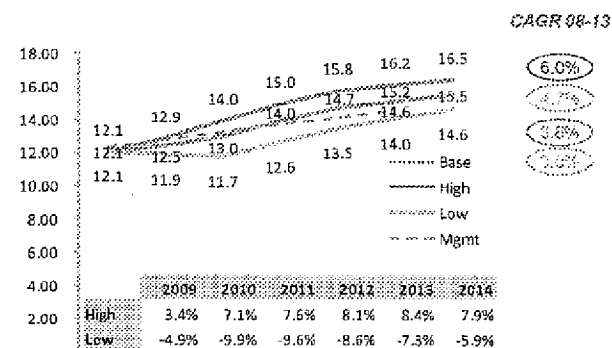 CAGR 08-13
18.00
16.00
14.00
12.00
10.00
8.00
6.00
4.00
2.00
12.1 12.9 14.0 15.0 15.8 16.2 16.5
12.1 12.5 13.0 14.0 14.7 15.2 15.5
14.6
12.1 11.9 11.7 12.6 13.5 14.0 14.6
6.0%
3.8%
Base
High
Low
Mgmt
2009 2010 2011 2012 2013 2014
High 3.4% 7.1% 7.6% 8.1% 8.4% 7.9%
Low -4.9% -9.9% -9.6% -8.6% -7.3% -5.9%